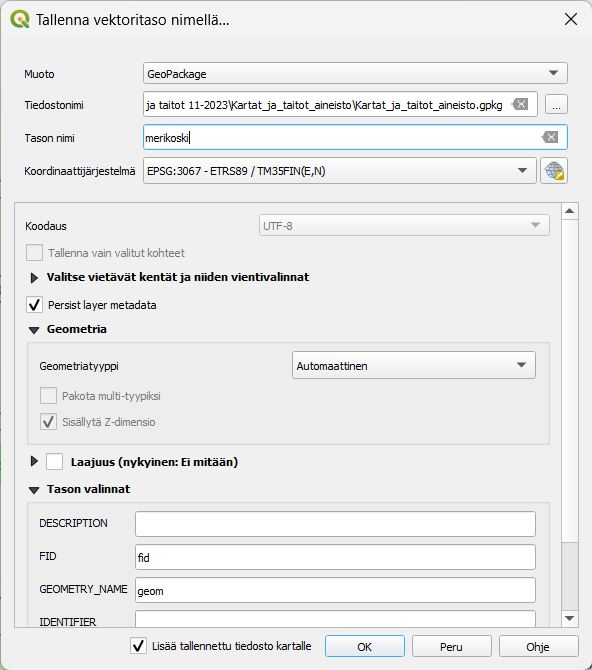 Tallenna vektoritaso nimellä...
Muoto GeoPackage
Tiedostonimi ja taitot 11-2023\Kartat_ja_taitot_aineisto\Kartat_ja_taitot_aineisto.gpkg ...
Tason nimi merikoski
Koordinaattijärjestelmä EPSG:3067 - ETRS89 / TM35FIN(E,N)
Koodaus UTF-8
Tallenna vain valitut kohteet
Valitse vietävät kentät ja niiden vientivalinnat
Persist layer metadata
Geometria
Geometriatyyppi Automaattinen
Pakota multi-tyypiksi
Sisällytä Z-dimensio
Laajuus (nykyinen: Ei mitään)
Tason valinnat
DESCRIPTION
FID fid
GEOMETRY_NAME geom
IDENTIFIER
Lisää tallennettu tiedosto kartalle OK Peru Ohje